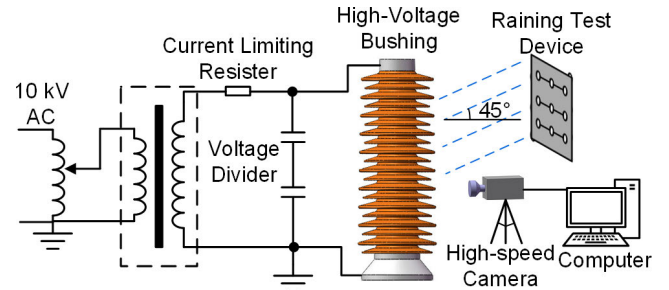 High-Voltage
Bushing
Raining Test
Device
Current Limiting
Resister
10 kV
AC
45°
Voltage
Divider
High-speed
Camera
Computer